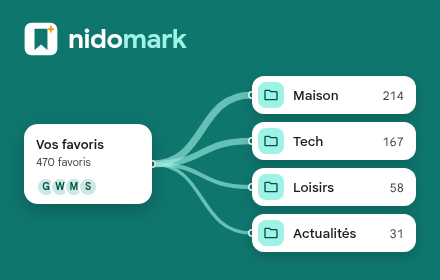 nidomark
Vos favoris
470 favoris
G W M S
Maison 214
Tech 167
Loisirs 58
Actualités 31